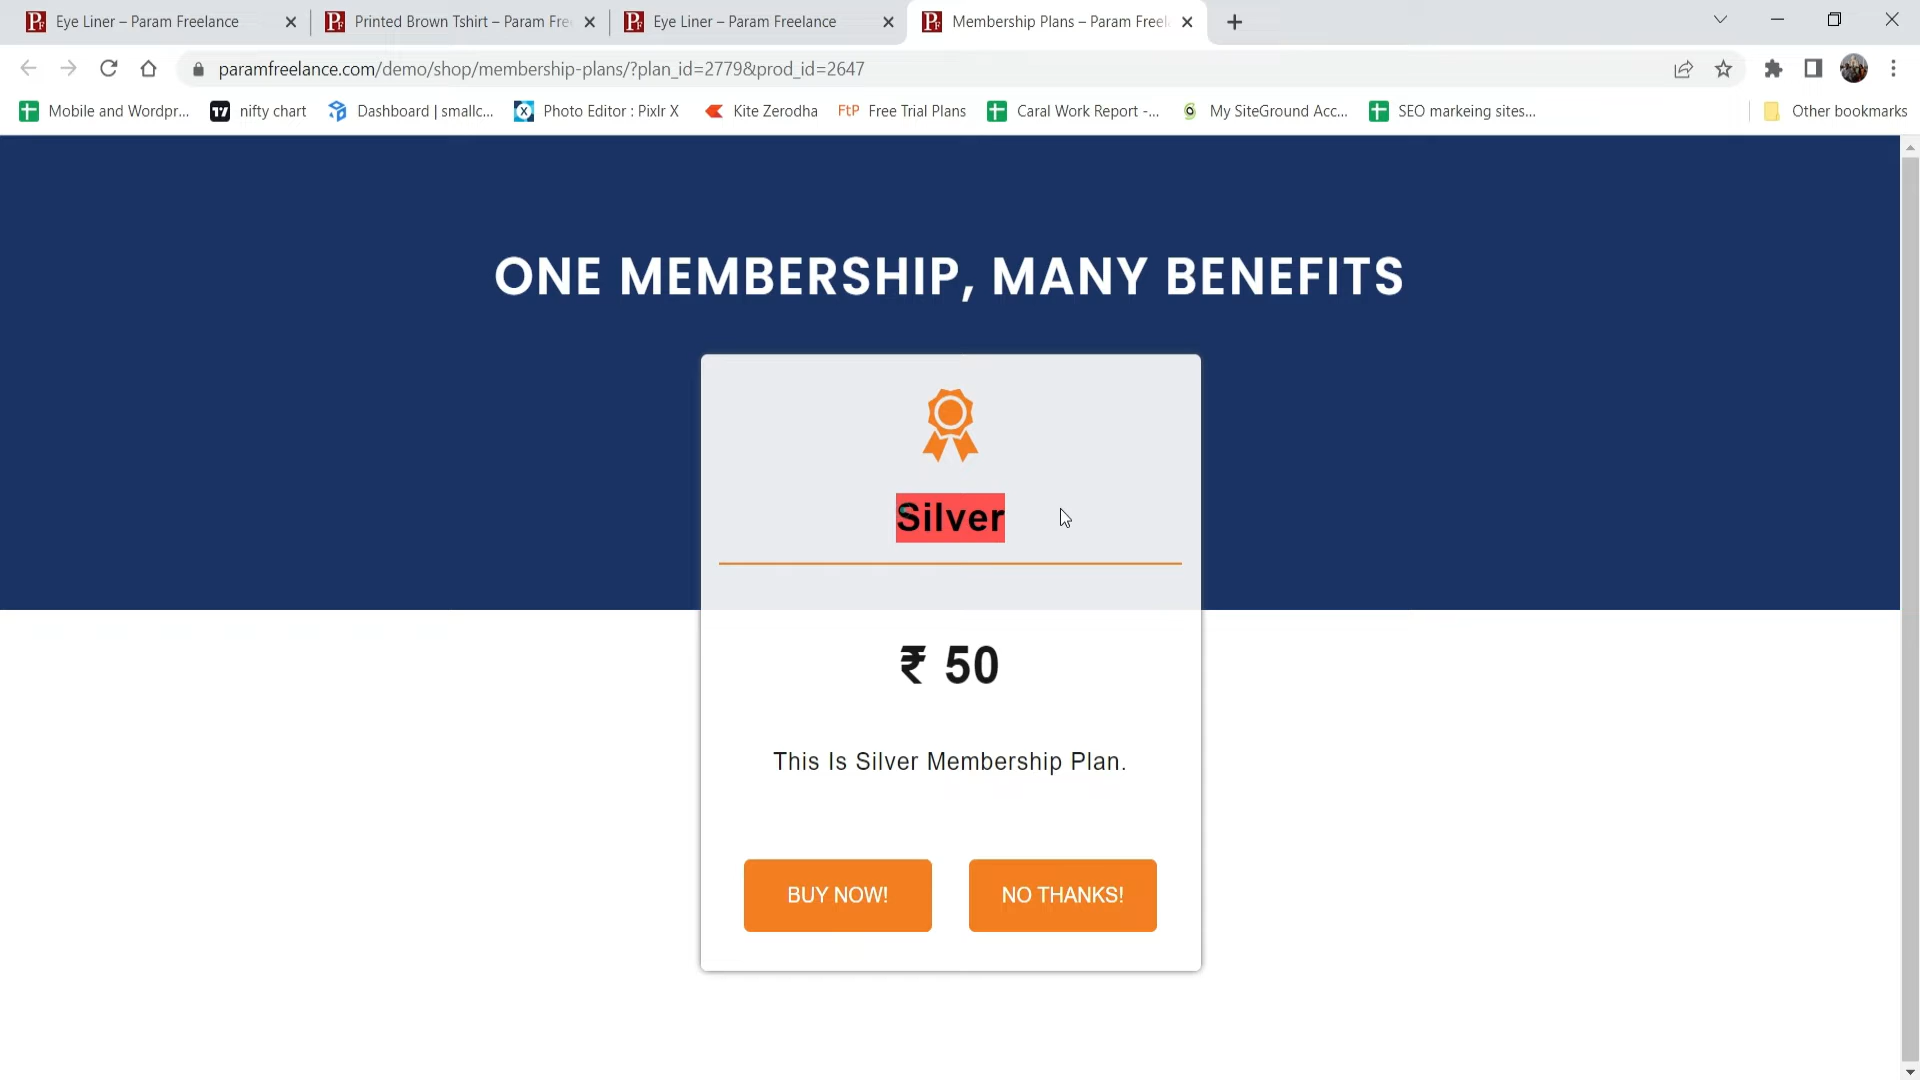 Eye Liner – Param Freelance
Printed Brown Tshirt – Param Fre
Eye Liner – Param Freelance
Membership Plans – Param Freel
paramfreelance.com/demo/shop/membership-plans/?plan_id=2779&prod_id=2647
Mobile and Wordpr...
nifty chart
Dashboard | smallc...
Photo Editor : Pixlr X
Kite Zerodha
FtP Free Trial Plans
Caral Work Report -...
My SiteGround Acc...
SEO markeing sites...
Other bookmarks
ONE MEMBERSHIP, MANY BENEFITS
Silver
₹ 50
This Is Silver Membership Plan.
BUY NOW!
NO THANKS!